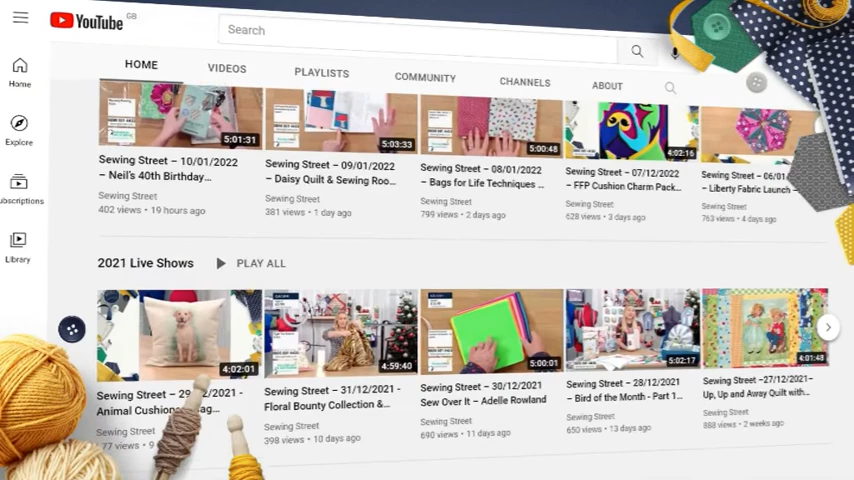 YouTube GB
Search
HOME VIDEOS PLAYLISTS COMMUNITY CHANNELS ABOUT
Home
Explore
ubscriptions
Library
5:01:31
5:03:33
5:00:48
4:02:16
Sewing Street – 10/01/2022
– Neil's 40th Birthday...
Sewing Street
402 views • 19 hours ago
Sewing Street – 09/01/2022
– Daisy Quilt & Sewing Roo...
Sewing Street
381 views • 1 day ago
Sewing Street – 08/01/2022
– Bags for Life Techniques ...
Sewing Street
799 views • 2 days ago
Sewing Street – 07/12/2022
– FFP Cushion Charm Pack...
Sewing Street
628 views • 3 days ago
Sewing Street – 06/01
– Liberty Fabric Launch –
Sewing Street
763 views • 4 days ago
2021 Live Shows PLAY ALL
4:02:01
4:59:40
5:00:01
5:02:17
4:01:48
Sewing Street – 29/12/2021 -
Animal Cushion
Sewing Street
77 views • 9
Sewing Street – 31/12/2021 -
Floral Bounty Collection &...
Sewing Street
398 views • 10 days ago
Sewing Street – 30/12/2021
Sew Over It – Adelle Rowland
Sewing Street
690 views • 11 days ago
Sewing Street – 28/12/2021
– Bird of the Month - Part 1...
Sewing Street
650 views • 13 days ago
Sewing Street –27/12/2021–
Up, Up and Away Quilt with...
Sewing Street
888 views • 2 weeks ago